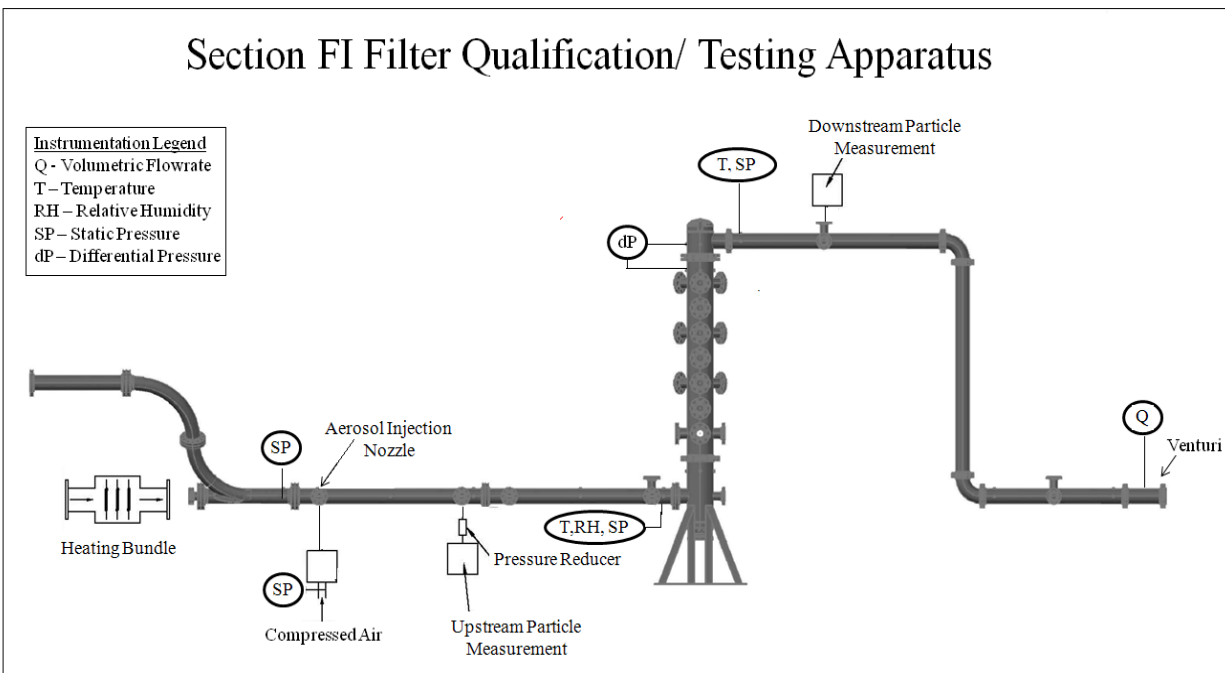 Section FI Filter Qualification/ Testing Apparatus
Instrumentation Legend
Q - Volumetric Flowrate
T – Temperature
RH – Relative Humidity
SP – Static Pressure
dP – Differential Pressure
Downstream Particle
Measurement
T, SP
dP
Q
Venturi
Aerosol Injection
Nozzle
SP
Heating Bundle
T,RH, SP
Pressure Reducer
SP
Compressed Air
Upstream Particle
Measurement